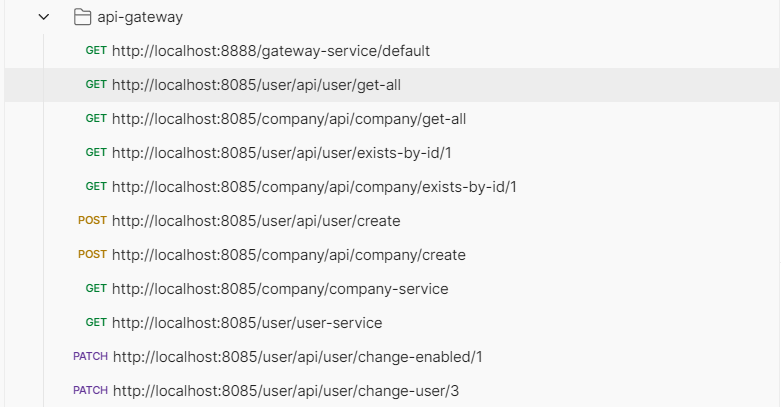 api-gateway
GET http://localhost:8888/gateway-service/default
GET http://localhost:8085/user/api/user/get-all
GET http://localhost:8085/company/api/company/get-all
GET http://localhost:8085/user/api/user/exists-by-id/1
GET http://localhost:8085/company/api/company/exists-by-id/1
POST http://localhost:8085/user/api/user/create
POST http://localhost:8085/company/api/company/create
GET http://localhost:8085/company/company-service
GET http://localhost:8085/user/user-service
PATCH http://localhost:8085/user/api/user/change-enabled/1
PATCH http://localhost:8085/user/api/user/change-user/3